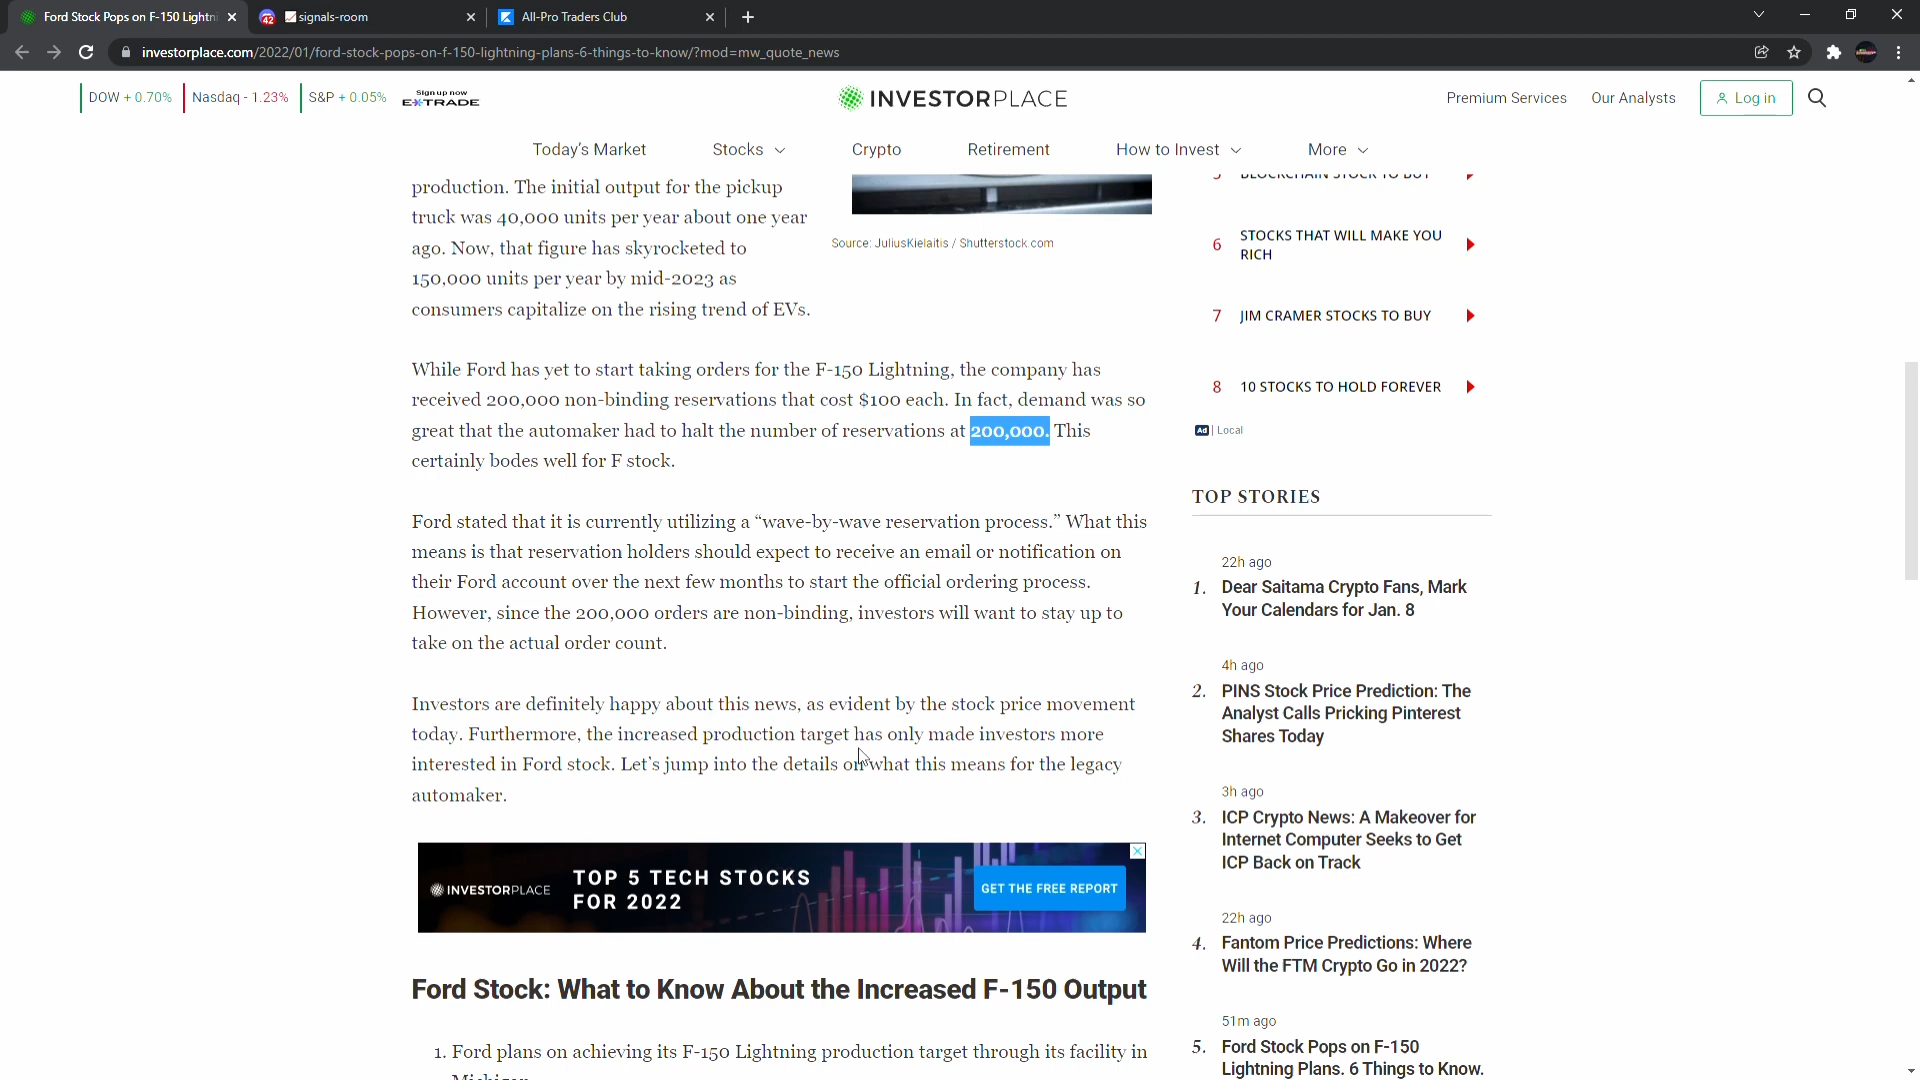 Ford Stock Pops on F-150 Lightni
42
signals-room
All-Pro Traders Club
investorplace.com/2022/01/ford-stock-pops-on-f-150-lightning-plans-6-things-to-know/?mod=mw_quote_news
DOW + 0.70%
Nasdaq - 1.23%
S&P + 0.05%
Sign up now
E*TRADE
INVESTORPLACE
Premium Services
Our Analysts
Log in
Today's Market
Stocks
Crypto
Retirement
How to Invest
More
production. The initial output for the pickup
truck was 40,000 units per year about one year
ago. Now, that figure has skyrocketed to
150,000 units per year by mid-2023 as
consumers capitalize on the rising trend of EVs.
Source: JuliusKielaitis / Shutterstock.com
While Ford has yet to start taking orders for the F-150 Lightning, the company has
received 200,000 non-binding reservations that cost $100 each. In fact, demand was so
great that the automaker had to halt the number of reservations at 200,000. This
certainly bodes well for F stock.
Ford stated that it is currently utilizing a “wave-by-wave reservation process.” What this
means is that reservation holders should expect to receive an email or notification on
their Ford account over the next few months to start the official ordering process.
However, since the 200,000 orders are non-binding, investors will want to stay up to
take on the actual order count.
Investors are definitely happy about this news, as evident by the stock price movement
today. Furthermore, the increased production target has only made investors more
interested in Ford stock. Let’s jump into the details on what this means for the legacy
automaker.
INVESTORPLACE
TOP 5 TECH STOCKS
FOR 2022
GET THE FREE REPORT
Ford Stock: What to Know About the Increased F-150 Output
1. Ford plans on achieving its F-150 Lightning production target through its facility in
Michigan
5 BLOCKCHAIN STOCK TO BUY
6 STOCKS THAT WILL MAKE YOU
RICH
7 JIM CRAMER STOCKS TO BUY
8 10 STOCKS TO HOLD FOREVER
Ad | Local
TOP STORIES
22h ago
1. Dear Saitama Crypto Fans, Mark
Your Calendars for Jan. 8
4h ago
2. PINS Stock Price Prediction: The
Analyst Calls Pricking Pinterest
Shares Today
3h ago
3. ICP Crypto News: A Makeover for
Internet Computer Seeks to Get
ICP Back on Track
22h ago
4. Fantom Price Predictions: Where
Will the FTM Crypto Go in 2022?
51m ago
5. Ford Stock Pops on F-150
Lightning Plans. 6 Things to Know.